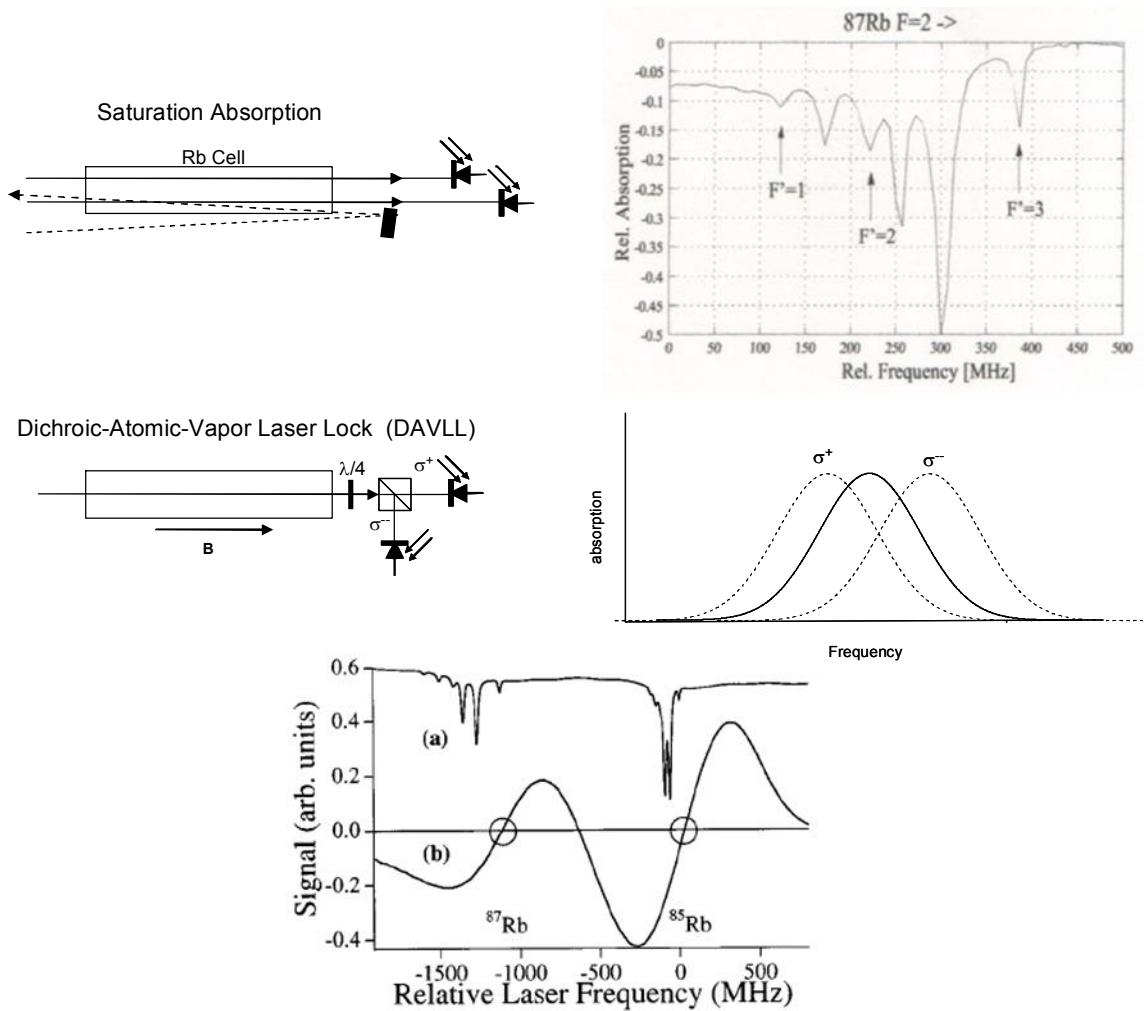 Saturation Absorption
Rb Cell
87Rb F=2 ->
0
-0.05
-0.1
-0.15
-0.2
-0.25
-0.3
-0.35
-0.4
-0.45
-0.5
Rel. Absorption
F'=1
F'=2
F'=3
0 50 100 150 200 250 300 350 400 450 500
Rel. Frequency [MHz]
Dichroic-Atomic-Vapor Laser Lock (DAVLL)
λ/4
σ+
σ--
B
σ+
σ--
absorption
Frequency
0.6
0.4
0.2
0.0
-0.2
-0.4
Signal (arb. units)
(a)
(b)
87Rb
85Rb
-1500 -1000 -500 0 500
Relative Laser Frequency (MHz)